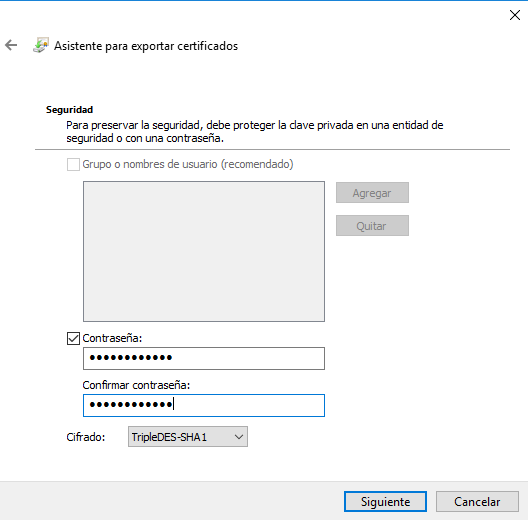 Asistente para exportar certificados
Seguridad
Para preservar la seguridad, debe proteger la clave privada en una entidad de
seguridad o con una contraseña.
Grupo o nombres de usuario (recomendado)
Agregar
Quitar
Contraseña:
●●●●●●●●●●●●
Confirmar contraseña:
●●●●●●●●●●●●
Cifrado: TripleDES-SHA1
Siguiente Cancelar